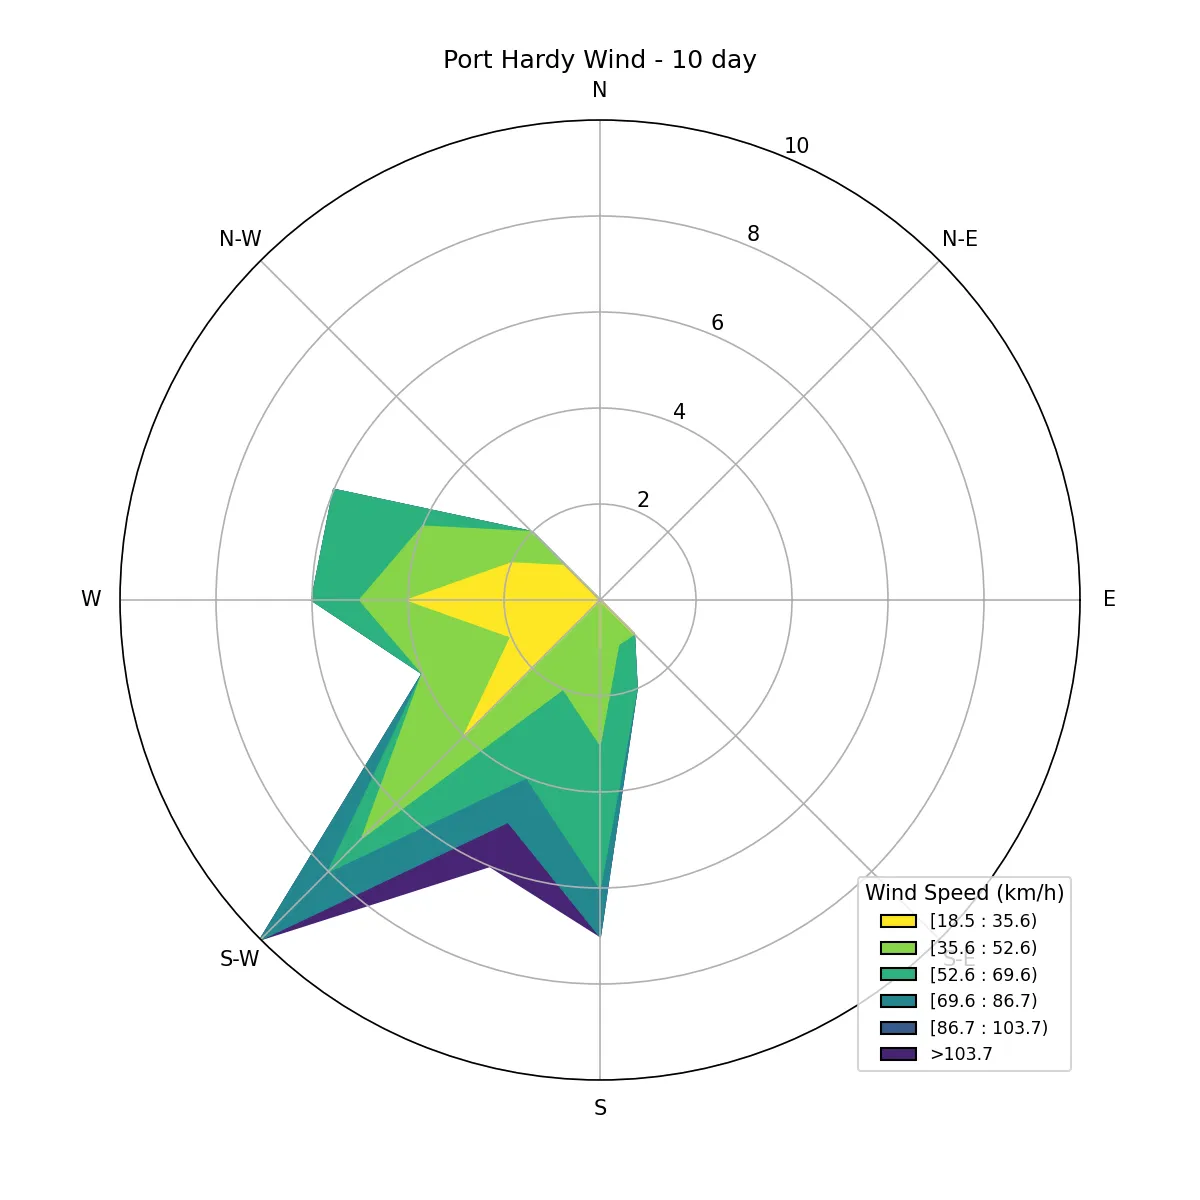 Port Hardy Wind - 10 day
N
10
N-W
N-E
8
6
4
2
W
E
Wind Speed (km/h)
[18.5 : 35.6)
[35.6 : 52.6)
S-W
S-E
[52.6 : 69.6)
[69.6 : 86.7)
[86.7 : 103.7)
>103.7
S